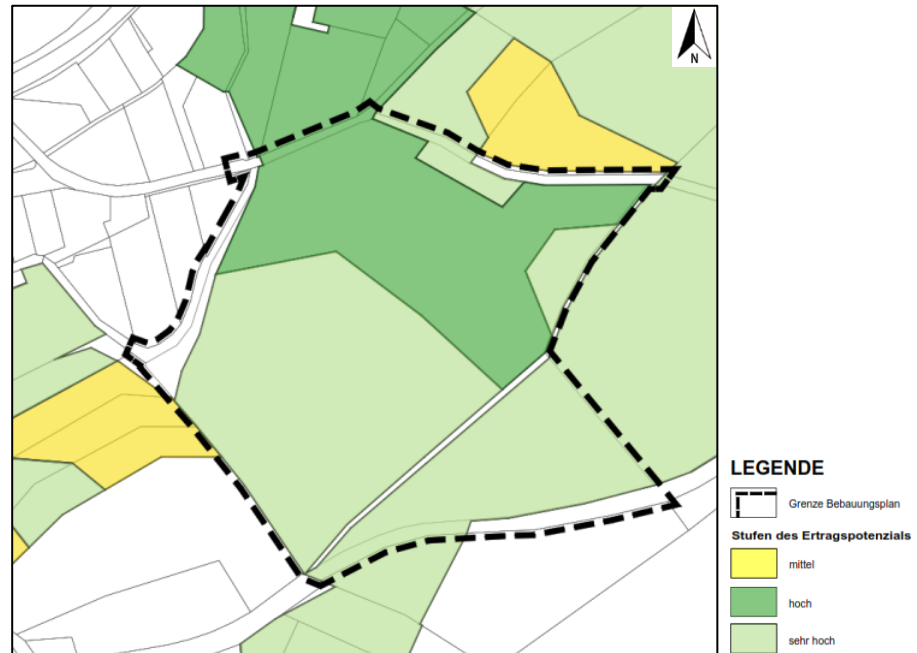 N
LEGENDE
Grenze Bebauungsplan
Stufen des Ertragspotenzials
mittel
hoch
sehr hoch